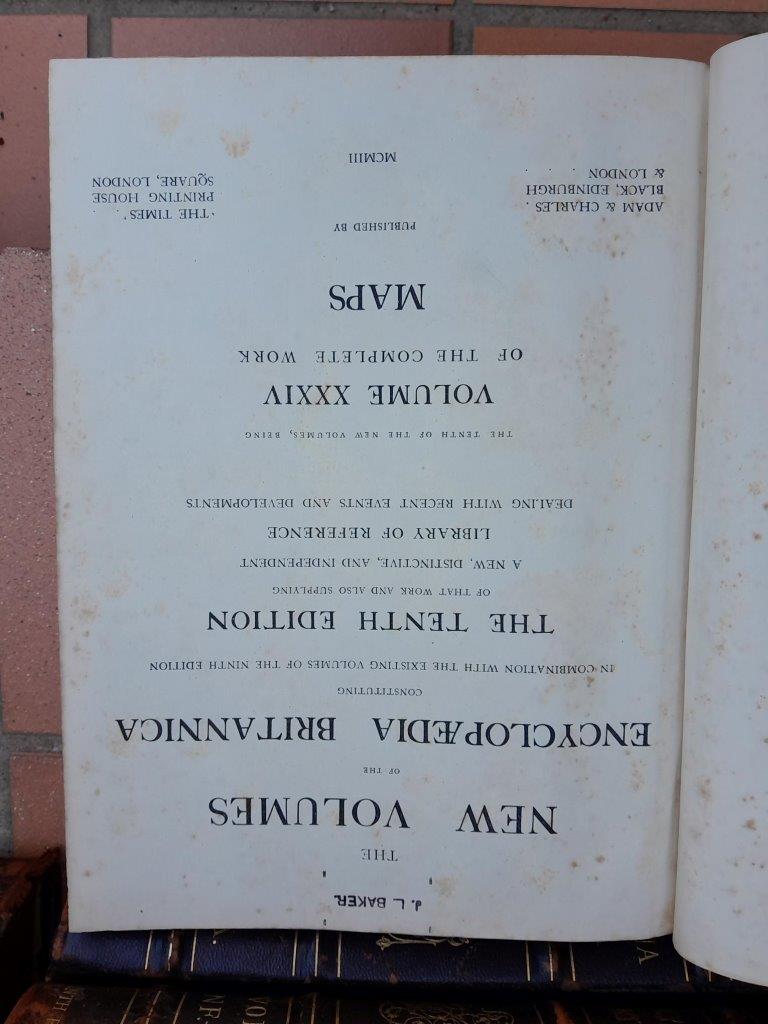 J. L. BAKER.
THE
NEW VOLUMES
OF THE
ENCYCLOPÆDIA BRITANNICA
CONSTITUTING
IN COMBINATION WITH THE EXISTING VOLUMES OF THE NINTH EDITION
THE TENTH EDITION
OF THAT WORK AND ALSO SUPPLYING
A NEW, DISTINCTIVE, AND INDEPENDENT
LIBRARY OF REFERENCE
DEALING WITH RECENT EVENTS AND DEVELOPMENTS
THE TENTH OF THE NEW VOLUMES, BEING
VOLUME XXXIV
OF THE COMPLETE WORK
MAPS
PUBLISHED BY
ADAM & CHARLES .
BLACK, EDINBURGH
& LONDON . . .
'THE TIMES' . .
PRINTING HOUSE
SQUARE, LONDON
MCMIII